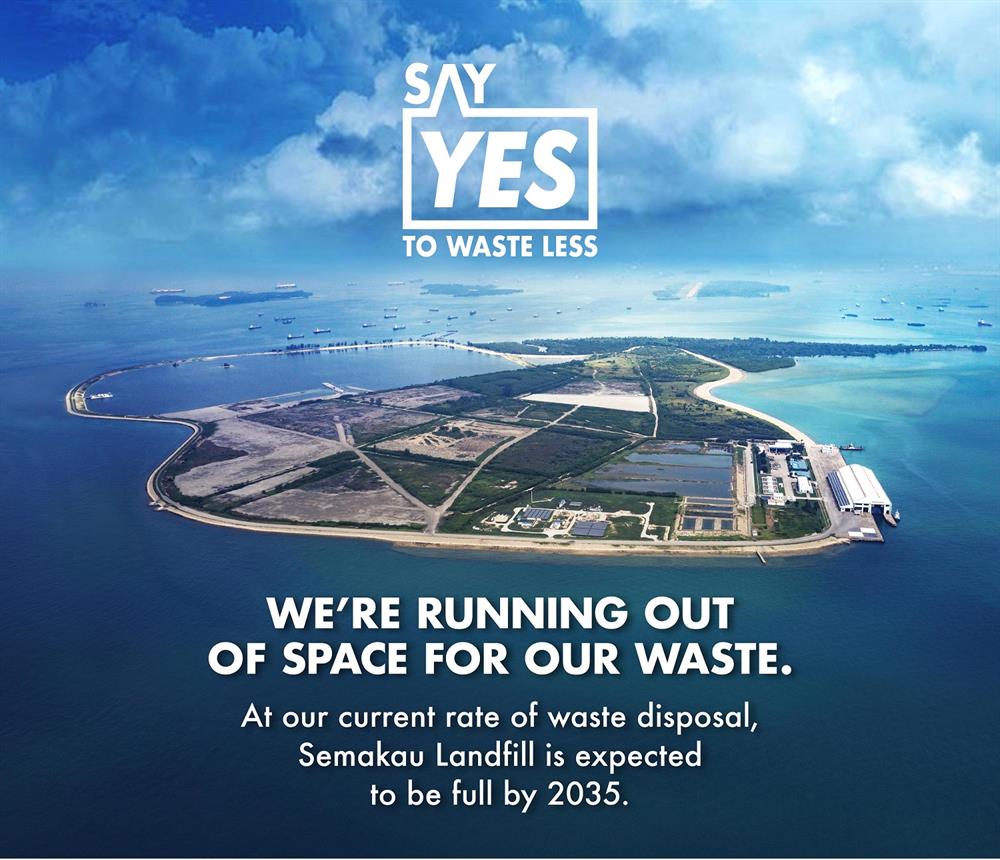 SAY
YES
TO WASTE LESS
WE'RE RUNNING OUT
OF SPACE FOR OUR WASTE.
At our current rate of waste disposal,
Semakau Landfill is expected
to be full by 2035.